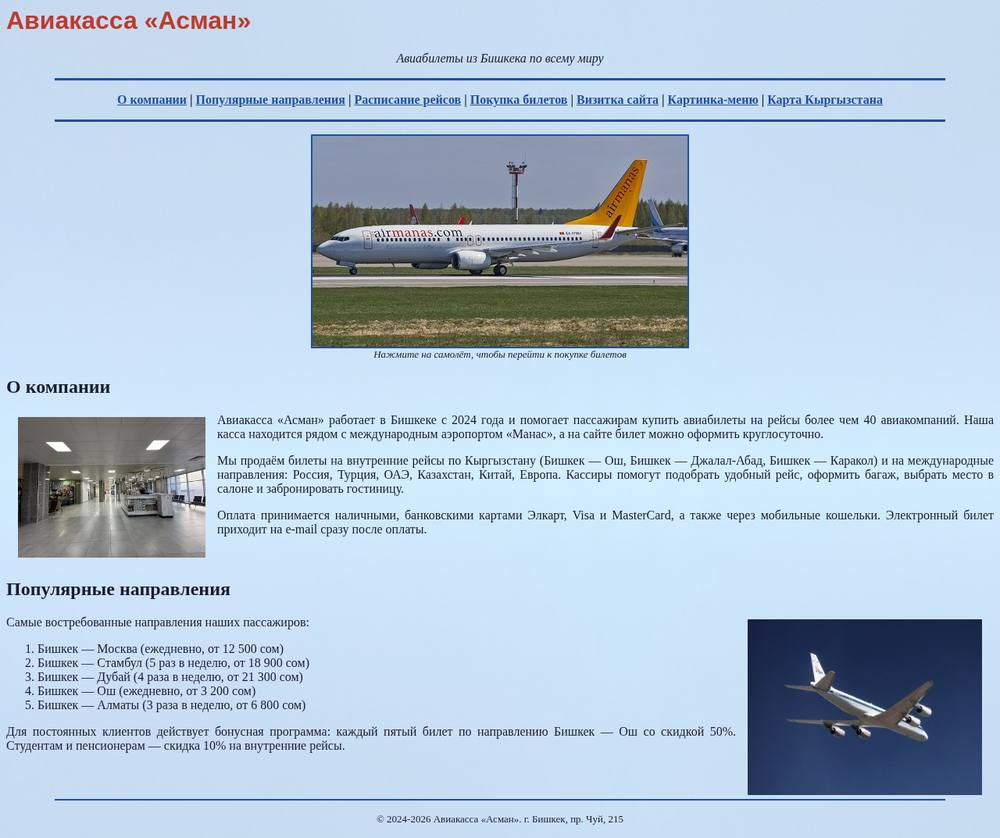 Авиакасса «Асман»
Авиабилеты из Бишкека по всему миру
О компании | Популярные направления | Расписание рейсов | Покупка билетов | Визитка сайта | Картинка-меню | Карта Кыргызстана
airmanas
airmanas.com
Нажмите на самолёт, чтобы перейти к покупке билетов
О компании
Авиакасса «Асман» работает в Бишкеке с 2024 года и помогает пассажирам купить авиабилеты на рейсы более чем 40 авиакомпаний. Наша
касса находится рядом с международным аэропортом «Манас», а на сайте билет можно оформить круглосуточно.
Мы продаём билеты на внутренние рейсы по Кыргызстану (Бишкек — Ош, Бишкек — Джалал-Абад, Бишкек — Каракол) и на международные
направления: Россия, Турция, ОАЭ, Казахстан, Китай, Европа. Кассиры помогут подобрать удобный рейс, оформить багаж, выбрать место в
салоне и забронировать гостиницу.
Оплата принимается наличными, банковскими картами Элкарт, Visa и MasterCard, а также через мобильные кошельки. Электронный билет
приходит на e-mail сразу после оплаты.
Популярные направления
Самые востребованные направления наших пассажиров:
1. Бишкек — Москва (ежедневно, от 12 500 сом)
2. Бишкек — Стамбул (5 раз в неделю, от 18 900 сом)
3. Бишкек — Дубай (4 раза в неделю, от 21 300 сом)
4. Бишкек — Ош (ежедневно, от 3 200 сом)
5. Бишкек — Алматы (3 раза в неделю, от 6 800 сом)
Для постоянных клиентов действует бонусная программа: каждый пятый билет по направлению Бишкек — Ош со скидкой 50%.
Студентам и пенсионерам — скидка 10% на внутренние рейсы.
© 2024-2026 Авиакасса «Асман». г. Бишкек, пр. Чуй, 215